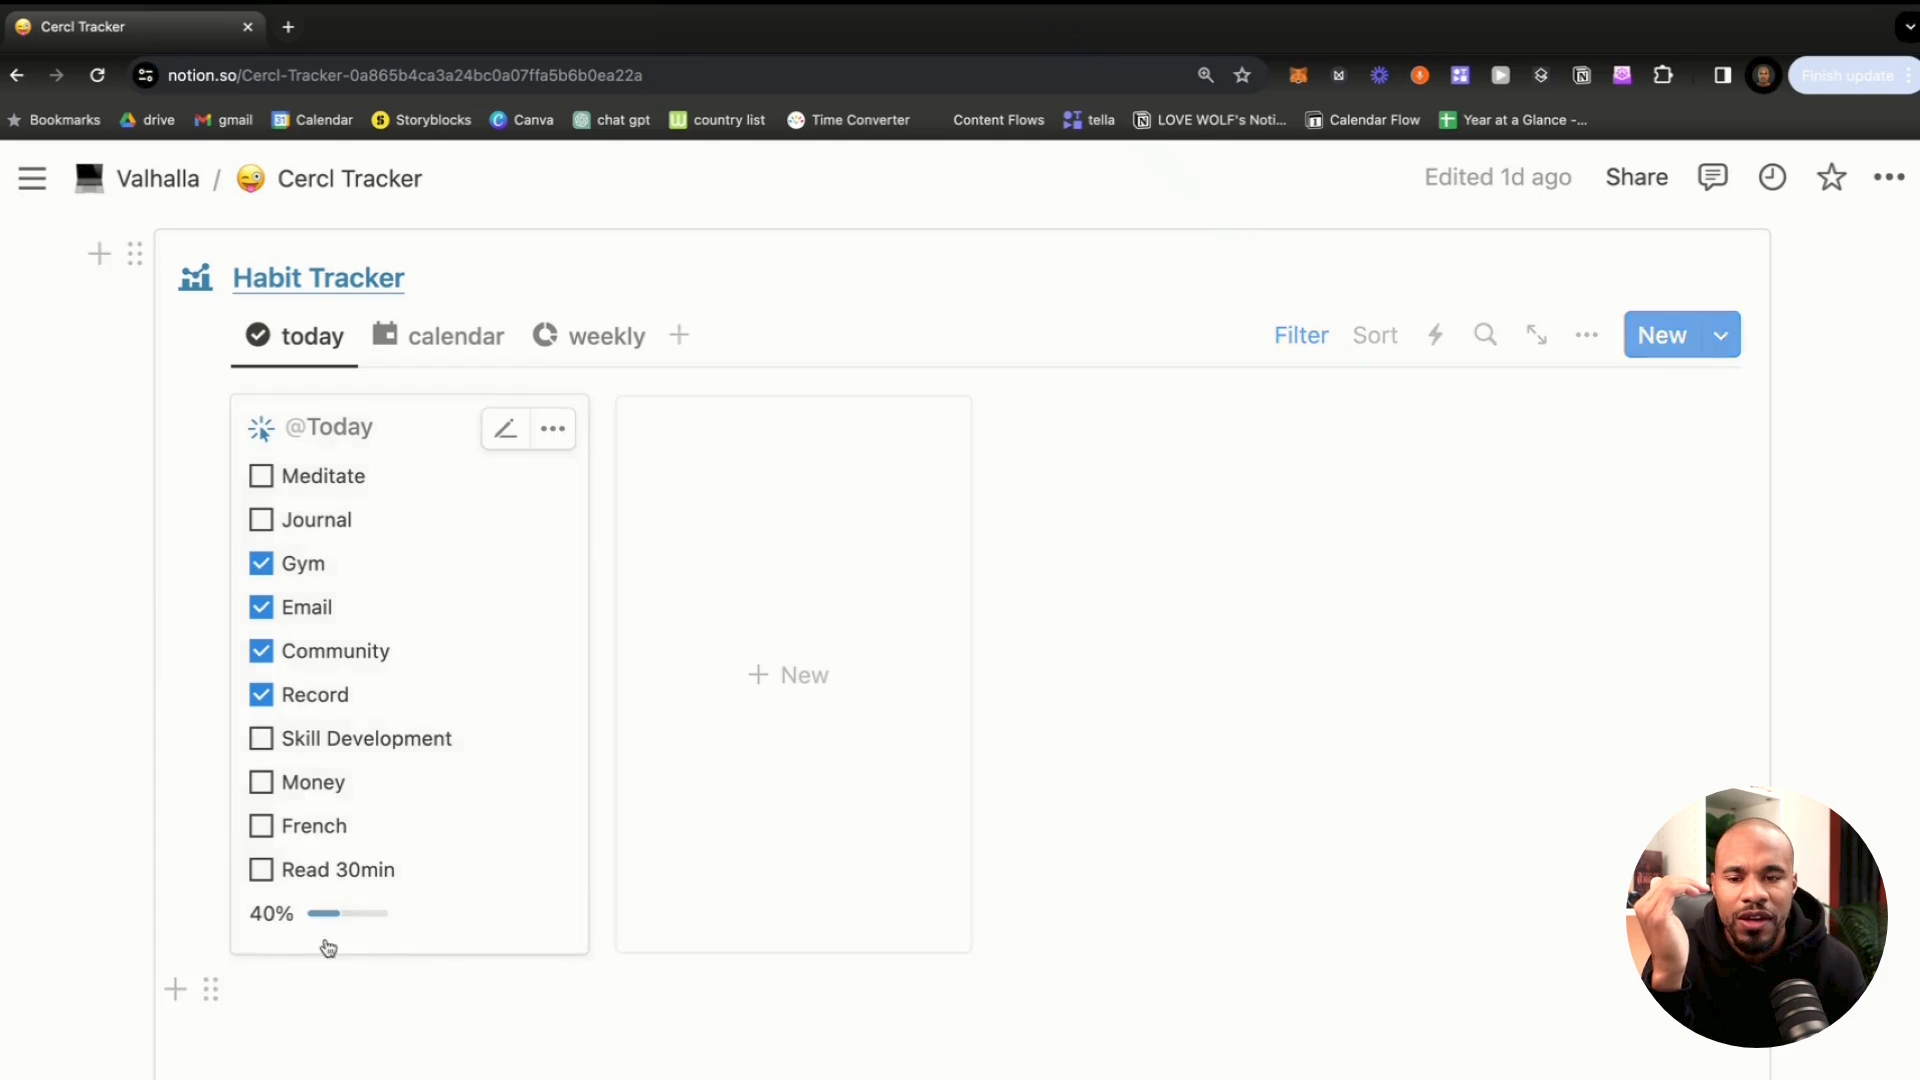 Cercl Tracker
notion.so/Cercl-Tracker-0a865b4ca3a24bc0a07ffa5b6b0ea22a
Finish update
Bookmarks drive gmail Calendar Storyblocks Canva chat gpt country list Time Converter Content Flows tella LOVE WOLF's Noti... Calendar Flow Year at a Glance -...
Valhalla / Cercl Tracker
Edited 1d ago Share
Habit Tracker
today calendar weekly
Filter Sort New
@Today
Meditate
Journal
Gym
Email
Community
Record
Skill Development
Money
French
Read 30min
40%
+ New